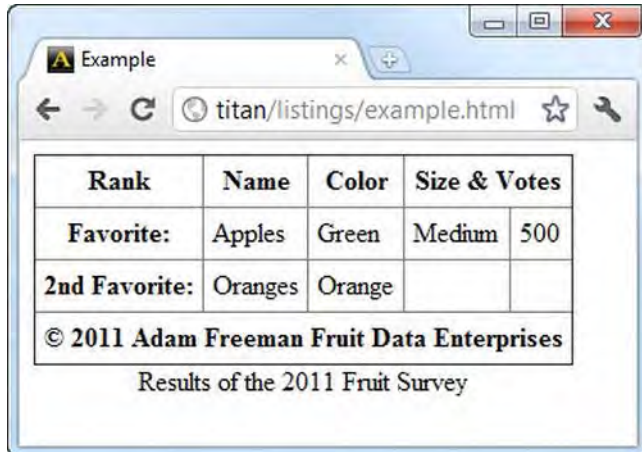 Example
titan/listings/example.html
Rank Name Color Size & Votes
Favorite: Apples Green Medium 500
2nd Favorite: Oranges Orange
© 2011 Adam Freeman Fruit Data Enterprises
Results of the 2011 Fruit Survey